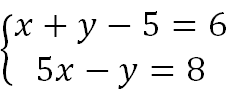 x + y − 5 = 6
5x − y = 8